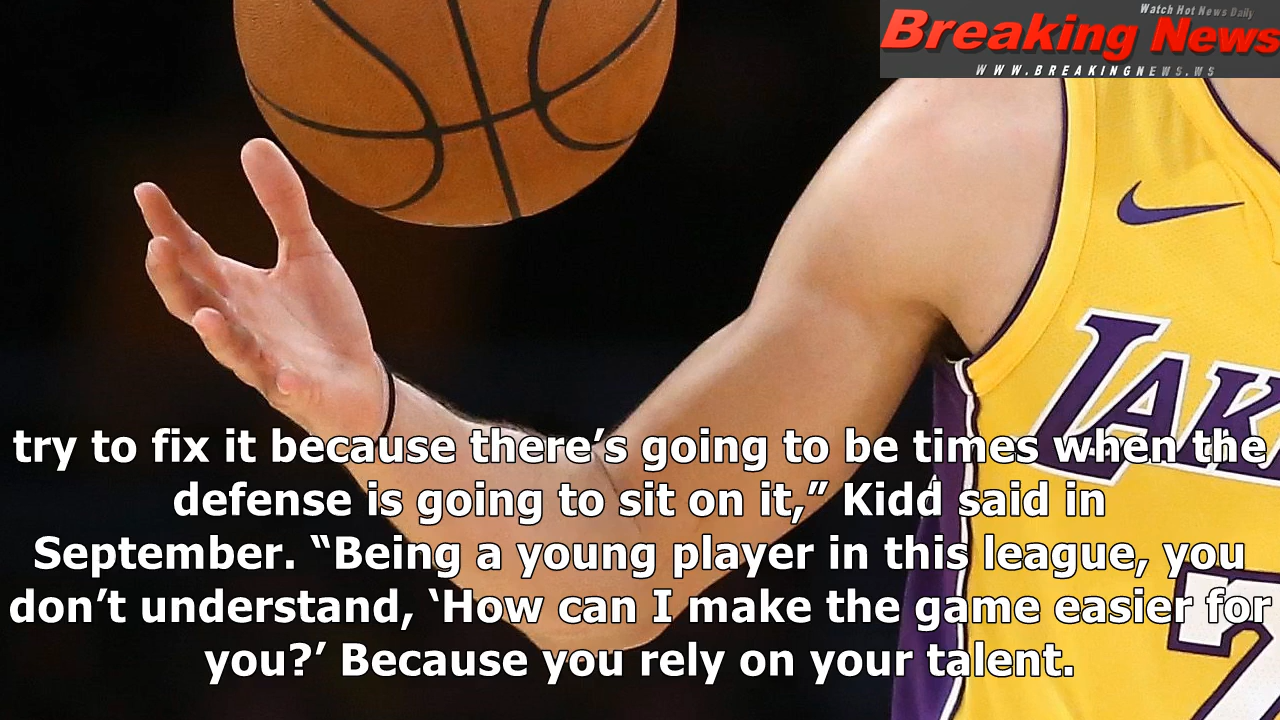 Watch Hot News Daily
Breaking News
WWW.BREAKINGNEWS.WS
LAK
7
try to fix it because there’s going to be times when the
defense is going to sit on it,” Kidd said in
September. “Being a young player in this league, you
don’t understand, ‘How can I make the game easier for
you?’ Because you rely on your talent.